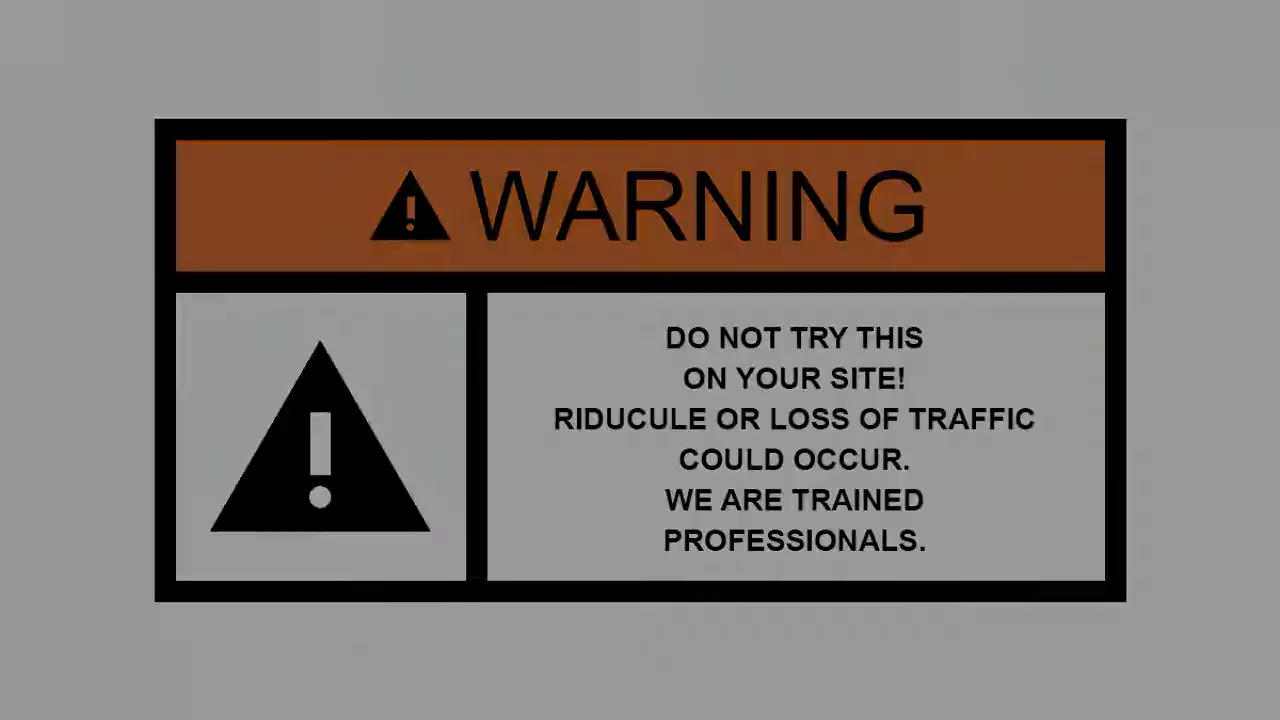 WARNING
DO NOT TRY THIS
ON YOUR SITE!
RIDUCULE OR LOSS OF TRAFFIC
COULD OCCUR.
WE ARE TRAINED
PROFESSIONALS.